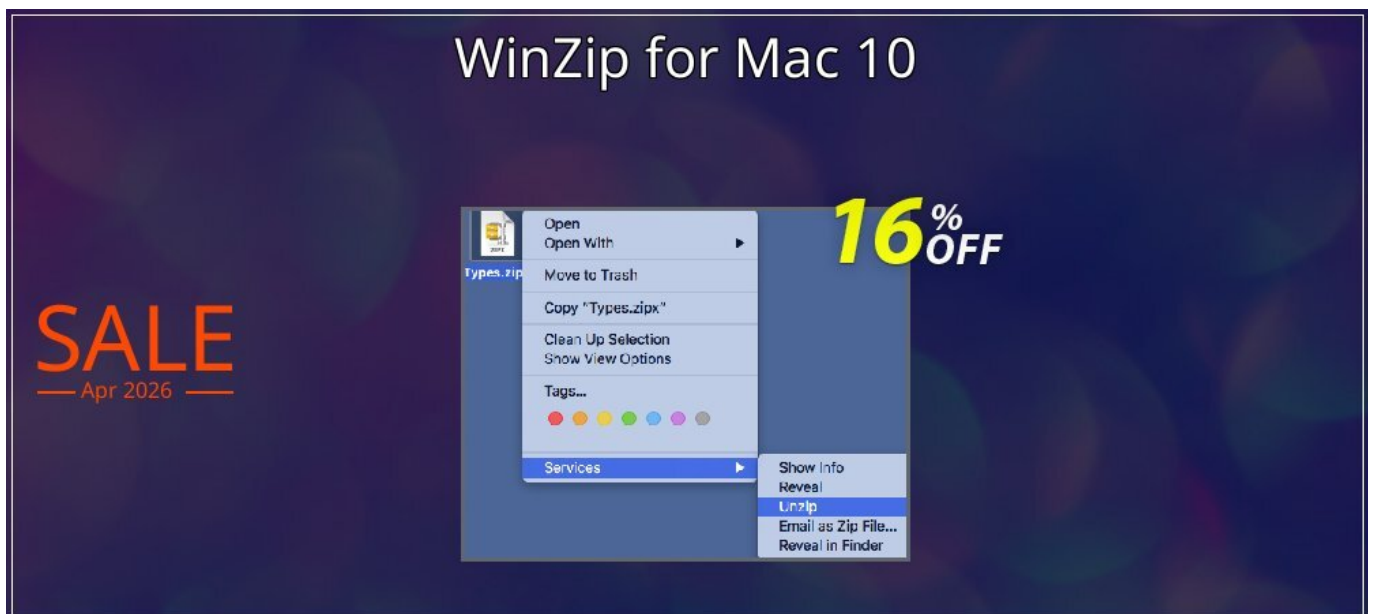 WinZip for Mac 10
16% OFF
SALE
Apr 2026
ZIPX
Types.zip
Open
Open With
Move to Trash
Copy "Types.zipx"
Clean Up Selection
Show View Options
Tags...
Services
Show Info
Reveal
Unzip
Email as Zip File...
Reveal in Finder